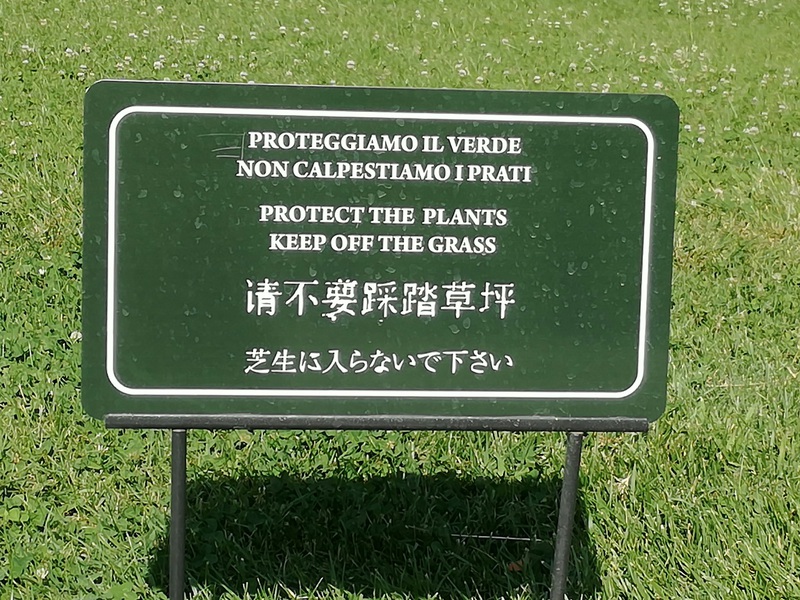 PROTEGGIAMO IL VERDE
NON CALPESTIAMO I PRATI
PROTECT THE PLANTS
KEEP OFF THE GRASS
请不要踩踏草坪
芝生に入らないで下さい